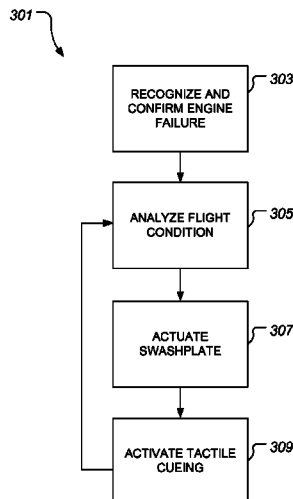 301
RECOGNIZE AND
CONFIRM ENGINE
FAILURE
303
ANALYZE FLIGHT
CONDITION
305
ACTUATE
SWASHPLATE
307
ACTIVATE TACTILE
CUEING
309